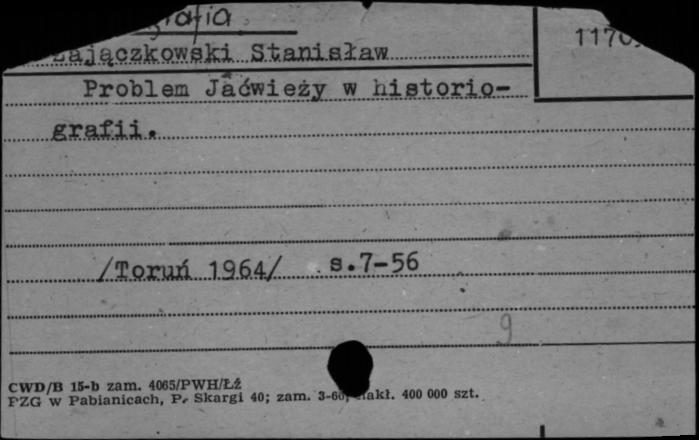 Zajączkowski Stanisław
Problem Jaćwieży w historio-
grafii.
/Toruń 1964/ s.7-56
9
CWD/B 15-b zam. 4065/PWH/Łź
PZG w Pabianicach, P. Skargi 40; zam. 3-60, nakł. 400 000 szt.